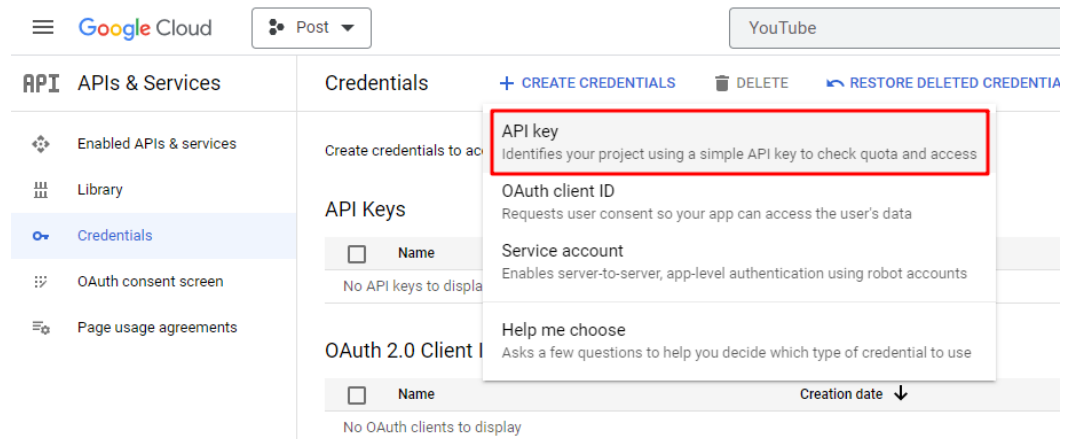 Google Cloud
Post
YouTube
API APIs & Services
Credentials
+ CREATE CREDENTIALS
DELETE
RESTORE DELETED CREDENTIA
Enabled APIs & services
Library
Credentials
OAuth consent screen
Page usage agreements
Create credentials to ac
API key
Identifies your project using a simple API key to check quota and access
OAuth client ID
Requests user consent so your app can access the user's data
Service account
Enables server-to-server, app-level authentication using robot accounts
Help me choose
Asks a few questions to help you decide which type of credential to use
API Keys
Name
No API keys to displa
OAuth 2.0 Client I
Name
Creation date
No OAuth clients to display